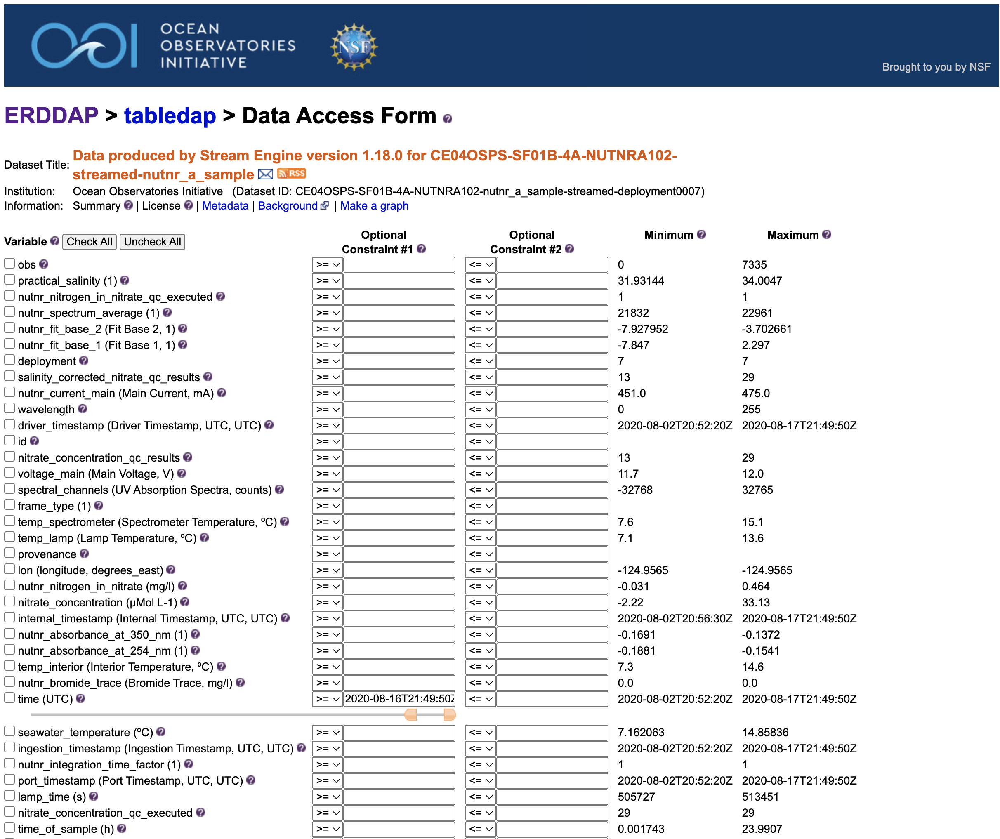 OCEAN
OBSERVATORIES
INITIATIVE
NSF
Brought to you by NSF
ERDDAP > tabledap > Data Access Form ?
Dataset Title: Data produced by Stream Engine version 1.18.0 for CE04OSPS-SF01B-4A-NUTNRA102-
streamed-nutnr_a_sample RSS
Institution: Ocean Observatories Initiative (Dataset ID: CE04OSPS-SF01B-4A-NUTNRA102-nutnr_a_sample-streamed-deployment0007)
Information: Summary ? | License ? | Metadata | Background | Make a graph
Variable ? Check All Uncheck All Optional Constraint #1 ? Optional Constraint #2 ? Minimum ? Maximum ?
obs ? >= <= 0 7335
practical_salinity (1) ? >= <= 31.93144 34.0047
nutnr_nitrogen_in_nitrate_qc_executed ? >= <= 1 1
nutnr_spectrum_average (1) ? >= <= 21832 22961
nutnr_fit_base_2 (Fit Base 2, 1) ? >= <= -7.927952 -3.702661
nutnr_fit_base_1 (Fit Base 1, 1) ? >= <= -7.847 2.297
deployment ? >= <= 7 7
salinity_corrected_nitrate_qc_results ? >= <= 13 29
nutnr_current_main (Main Current, mA) ? >= <= 451.0 475.0
wavelength ? >= <= 0 255
driver_timestamp (Driver Timestamp, UTC, UTC) ? >= <= 2020-08-02T20:52:20Z 2020-08-17T21:49:50Z
id ? >= <=
nitrate_concentration_qc_results ? >= <= 13 29
voltage_main (Main Voltage, V) ? >= <= 11.7 12.0
spectral_channels (UV Absorption Spectra, counts) ? >= <= -32768 32765
frame_type (1) ? >= <=
temp_spectrometer (Spectrometer Temperature, ºC) ? >= <= 7.6 15.1
temp_lamp (Lamp Temperature, ºC) ? >= <= 7.1 13.6
provenance ? >= <=
lon (longitude, degrees_east) ? >= <= -124.9565 -124.9565
nutnr_nitrogen_in_nitrate (mg/l) ? >= <= -0.031 0.464
nitrate_concentration (µMol L-1) ? >= <= -2.22 33.13
internal_timestamp (Internal Timestamp, UTC, UTC) ? >= <= 2020-08-02T20:56:30Z 2020-08-17T21:49:50Z
nutnr_absorbance_at_350_nm (1) ? >= <= -0.1691 -0.1372
nutnr_absorbance_at_254_nm (1) ? >= <= -0.1881 -0.1541
temp_interior (Interior Temperature, ºC) ? >= <= 7.3 14.6
nutnr_bromide_trace (Bromide Trace, mg/l) ? >= <= 0.0 0.0
time (UTC) ? >= 2020-08-16T21:49:50Z <= 2020-08-02T20:52:20Z 2020-08-17T21:49:50Z
seawater_temperature (ºC) ? >= <= 7.162063 14.85836
ingestion_timestamp (Ingestion Timestamp, UTC, UTC) ? >= <= 2020-08-02T20:52:20Z 2020-08-17T21:49:50Z
nutnr_integration_time_factor (1) ? >= <= 1 1
port_timestamp (Port Timestamp, UTC, UTC) ? >= <= 2020-08-02T20:52:20Z 2020-08-17T21:49:50Z
lamp_time (s) ? >= <= 505727 513451
nitrate_concentration_qc_executed ? >= <= 29 29
time_of_sample (h) ? >= <= 0.001743 23.9907